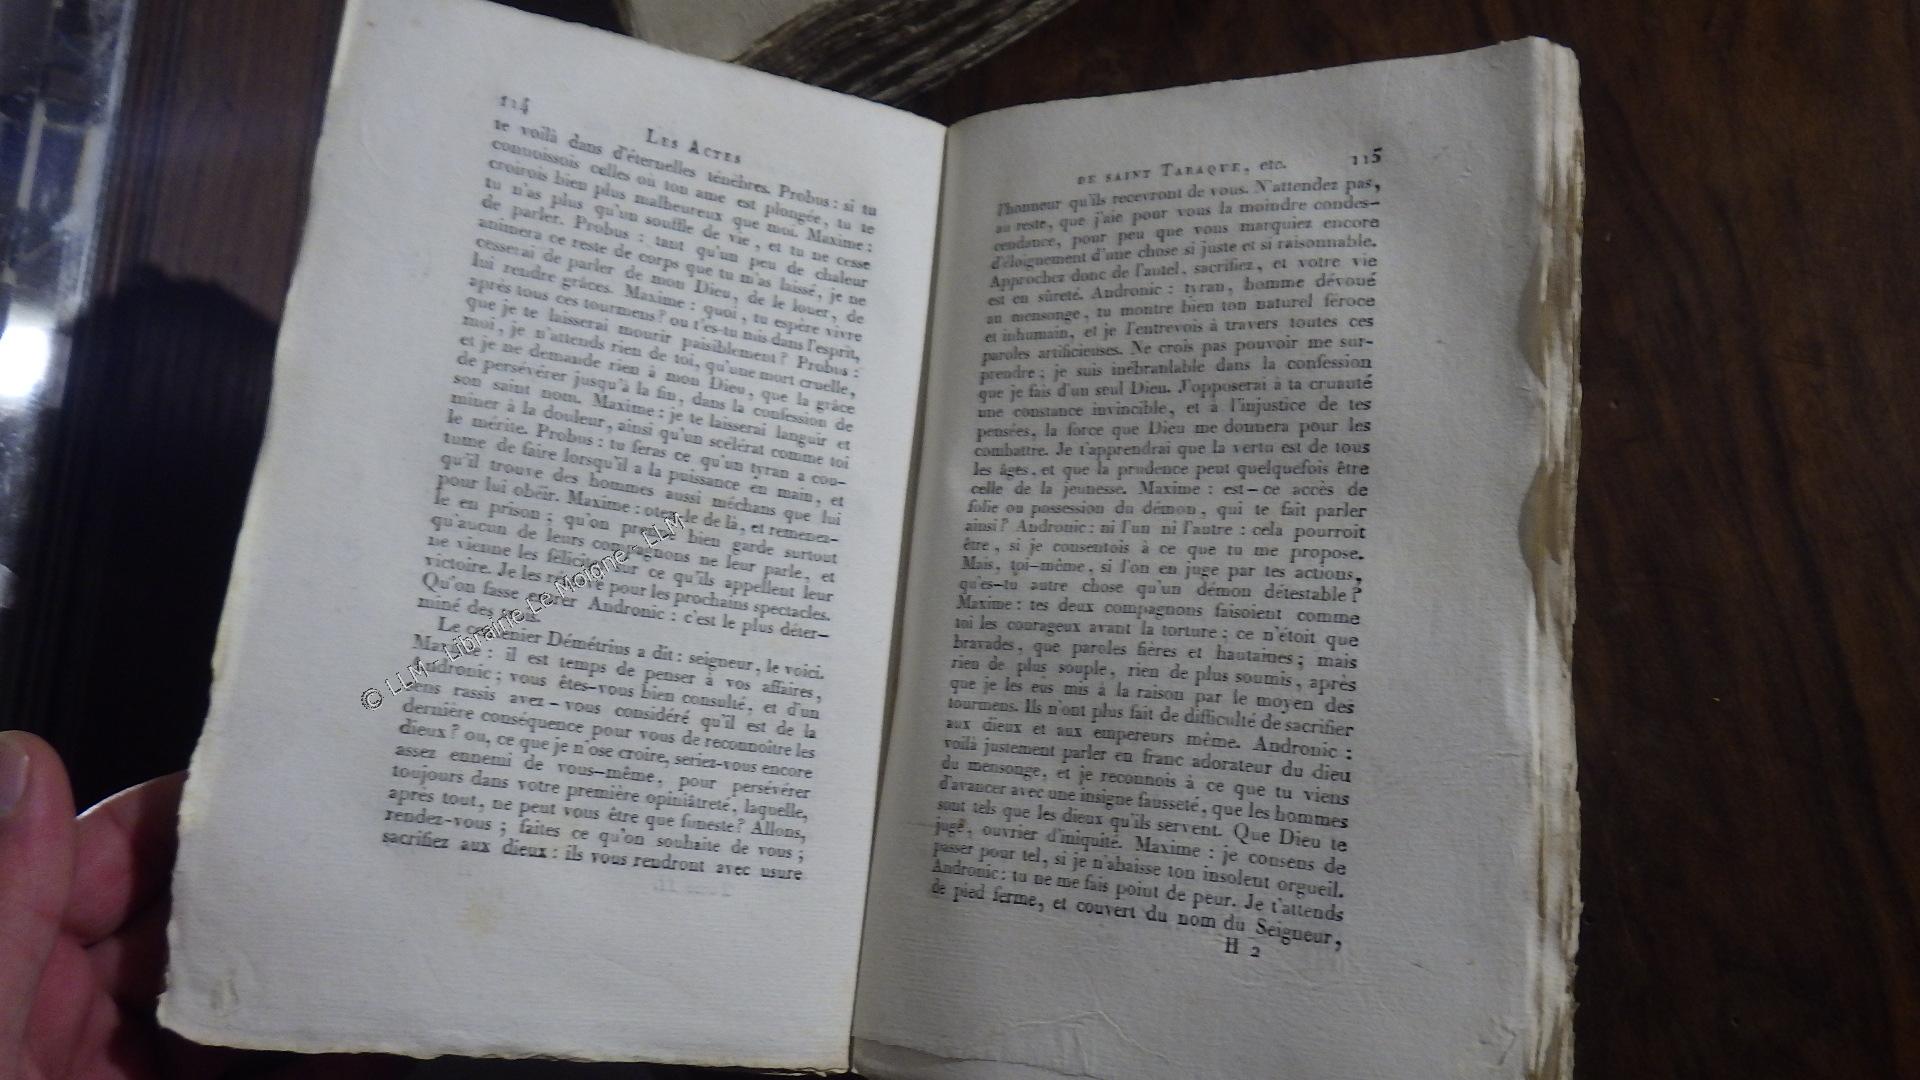 114
LES ACTES
te voilà dans d'éternelles ténèbres. Probus : si tu
connoissois celles où ton ame est plongée, tu te
croirois bien plus malheureux que moi. Maxime :
tu n'as plus qu'un souffle de vie, et tu ne cesse
de parler. Probus : tant qu'un peu de chaleur
animera ce reste de corps que tu m'as laissé, je ne
cesserai de parler de mon Dieu, de le louer, de
lui rendre grâces. Maxime : quoi, tu espère vivre
après tous ces tourmens? ou t'es-tu mis dans l'esprit,
que je te laisserai mourir paisiblement? Probus :
moi, je n'attends rien de toi, qu'une mort cruelle,
et je ne demande rien à mon Dieu, que la grâce
de persévérer jusqu'à la fin, dans la confession de
son saint nom. Maxime : je te laisserai languir et
miner à la douleur, ainsi qu'un scélérat comme toi
le mérite. Probus : tu feras ce qu'un tyran a cou-
tume de faire lorsqu'il a la puissance en main, et
qu'il trouve des hommes aussi méchans que lui
pour lui obéir. Maxime : otez-le de là, et remenez-
le en prison ; qu'on prenne bien garde surtout
qu'aucun de leurs compagnons ne leur parle, et
ne vienne les féliciter sur ce qu'ils appellent leur
victoire. Je les réserve pour les prochains spectacles.
Qu'on fasse entrer Andronic : c'est le plus déter-
miné des trois.
Le centenier Démétrius a dit : seigneur, le voici.
Maxime : il est temps de penser à vos affaires,
Andronic ; vous êtes-vous bien consulté, et d'un
sens rassis avez-vous considéré qu'il est de la
dernière conséquence pour vous de reconnoître les
dieux? ou, ce que je n'ose croire, seriez-vous encore
assez ennemi de vous-même, pour persévérer
toujours dans votre première opiniâtreté, laquelle,
après tout, ne peut vous être que funeste? Allons,
rendez-vous ; faites ce qu'on souhaite de vous ;
sacrifiez aux dieux : ils vous rendront avec usure
© LLM - Librairie Le Moigne - LLM
DE SAINT TARAQUE, etc. 115
l'honneur qu'ils recevront de vous. N'attendez pas,
au reste, que j'aie pour vous la moindre condes-
cendance, pour peu que vous marquiez encore
d'éloignement d'une chose si juste et si raisonnable.
Approchez donc de l'autel, sacrifiez, et votre vie
est en sûreté. Andronic : tyran, homme dévoué
au mensonge, tu montre bien ton naturel féroce
et inhumain, et je l'entrevois à travers toutes ces
paroles artificieuses. Ne crois pas pouvoir me sur-
prendre ; je suis inébranlable dans la confession
que je fais d'un seul Dieu. J'opposerai à ta cruauté
une constance invincible, et à l'injustice de tes
pensées, la force que Dieu me donnera pour les
combattre. Je t'apprendrai que la vertu est de tous
les âges, et que la prudence peut quelquefois être
celle de la jeunesse. Maxime : est-ce accès de
folie ou possession du démon, qui te fait parler
ainsi? Andronic : ni l'un ni l'autre : cela pourroit
être, si je consentois à ce que tu me propose.
Mais, toi-même, si l'on en juge par tes actions,
qu'es-tu autre chose qu'un démon détestable?
Maxime : tes deux compagnons faisoient comme
toi les courageux avant la torture ; ce n'étoit que
bravades, que paroles fières et hautaines ; mais
rien de plus souple, rien de plus soumis, après
que je les eus mis à la raison par le moyen des
tourmens. Ils n'ont plus fait de difficulté de sacrifier
aux dieux et aux empereurs même. Andronic :
voilà justement parler en franc adorateur du dieu
du mensonge, et je reconnois à ce que tu viens
d'avancer avec une insigne fausseté, que les hommes
sont tels que les dieux qu'ils servent. Que Dieu te
juge, ouvrier d'iniquité. Maxime : je consens de
passer pour tel, si je n'abaisse ton insolent orgueil.
Andronic : tu ne me fais point de peur. Je t'attends
de pied ferme, et couvert du nom du Seigneur,
H 2